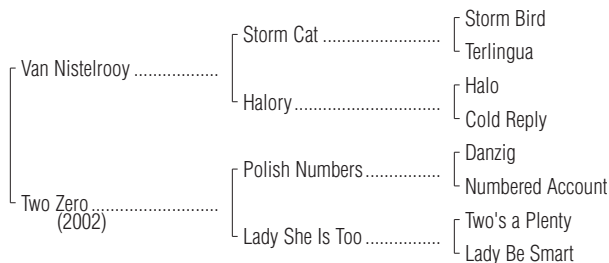 Storm Bird
Storm Cat ........................
Terlingua
Van Nistelrooy .................
Halo
Halory ..............................
Cold Reply
Danzig
Polish Numbers ...............
Numbered Account
Two Zero .........................
(2002)
Two's a Plenty
Lady She Is Too ...............
Lady Be Smart